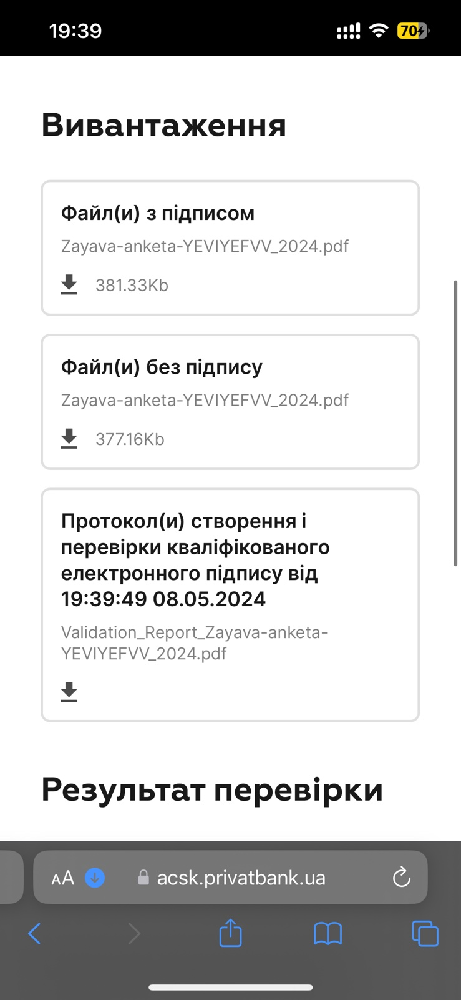 19:39
70
Вивантаження
Файл(и) з підписом
Zayava-anketa-YEVIYEFVV_2024.pdf
381.33Kb
Файл(и) без підпису
Zayava-anketa-YEVIYEFVV_2024.pdf
377.16Kb
Протокол(и) створення і
перевірки кваліфікованого
електронного підпису від
19:39:49 08.05.2024
Validation_Report_Zayava-anketa-
YEVIYEFVV_2024.pdf
Результат перевірки
AA
acsk.privatbank.ua